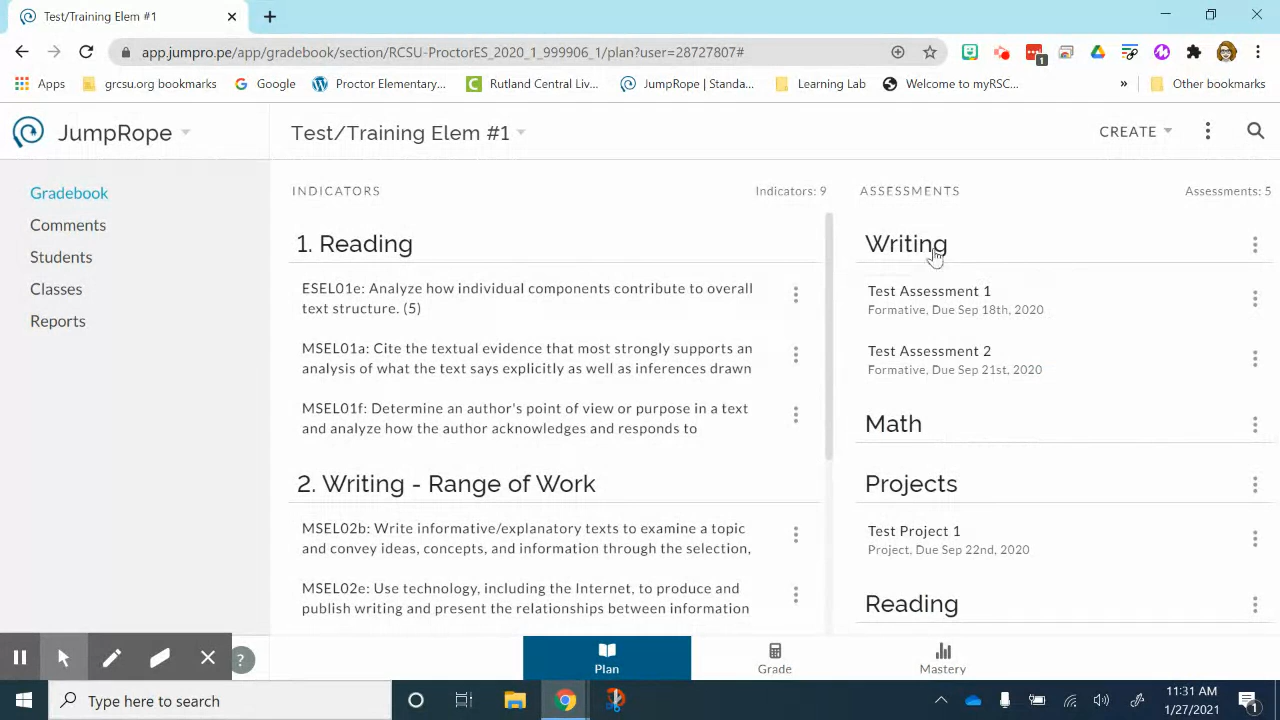 Test/Training Elem #1
app.jumpro.pe/app/gradebook/section/RCSU-ProctorES_2020_1_999906_1/plan?user=28727807#
1
Apps
grcsu.org bookmarks
Google
Proctor Elementary...
Rutland Central Livi...
JumpRope | Standa...
Learning Lab
Welcome to myRSC...
»
Other bookmarks
JumpRope
Test/Training Elem #1
CREATE
Gradebook
Comments
Students
Classes
Reports
INDICATORS
Indicators: 9
1. Reading
ESEL01e: Analyze how individual components contribute to overall
text structure. (5)
MSEL01a: Cite the textual evidence that most strongly supports an
analysis of what the text says explicitly as well as inferences drawn
MSEL01f: Determine an author's point of view or purpose in a text
and analyze how the author acknowledges and responds to
2. Writing - Range of Work
MSEL02b: Write informative/explanatory texts to examine a topic
and convey ideas, concepts, and information through the selection,
MSEL02e: Use technology, including the Internet, to produce and
publish writing and present the relationships between information
ASSESSMENTS
Assessments: 5
Writing
Test Assessment 1
Formative, Due Sep 18th, 2020
Test Assessment 2
Formative, Due Sep 21st, 2020
Math
Projects
Test Project 1
Project, Due Sep 22nd, 2020
Reading
?
Plan
Grade
Mastery
Type here to search
11:31 AM
1/27/2021
1